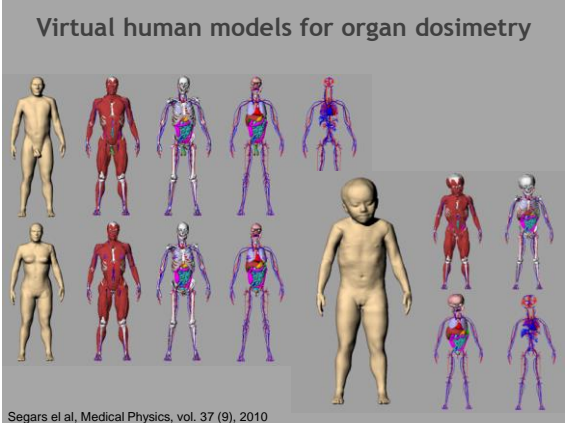 Virtual human models for organ dosimetry
Segars el al, Medical Physics, vol. 37 (9), 2010